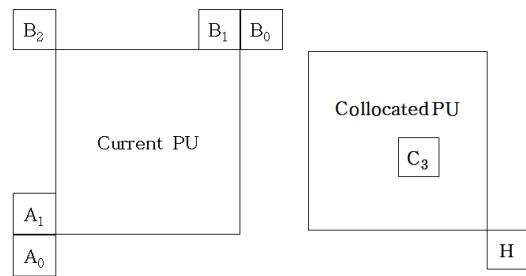 B₂ B₁ B₀
Current PU
A₁
A₀
Collocated PU
C₃
H